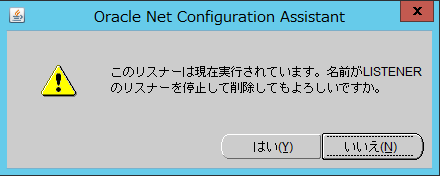 Oracle Net Configuration Assistant
x
このリスナーは現在実行されています。名前がLISTENER
のリスナーを停止して削除してもよろしいですか。
はい(Y)
いいえ(N)